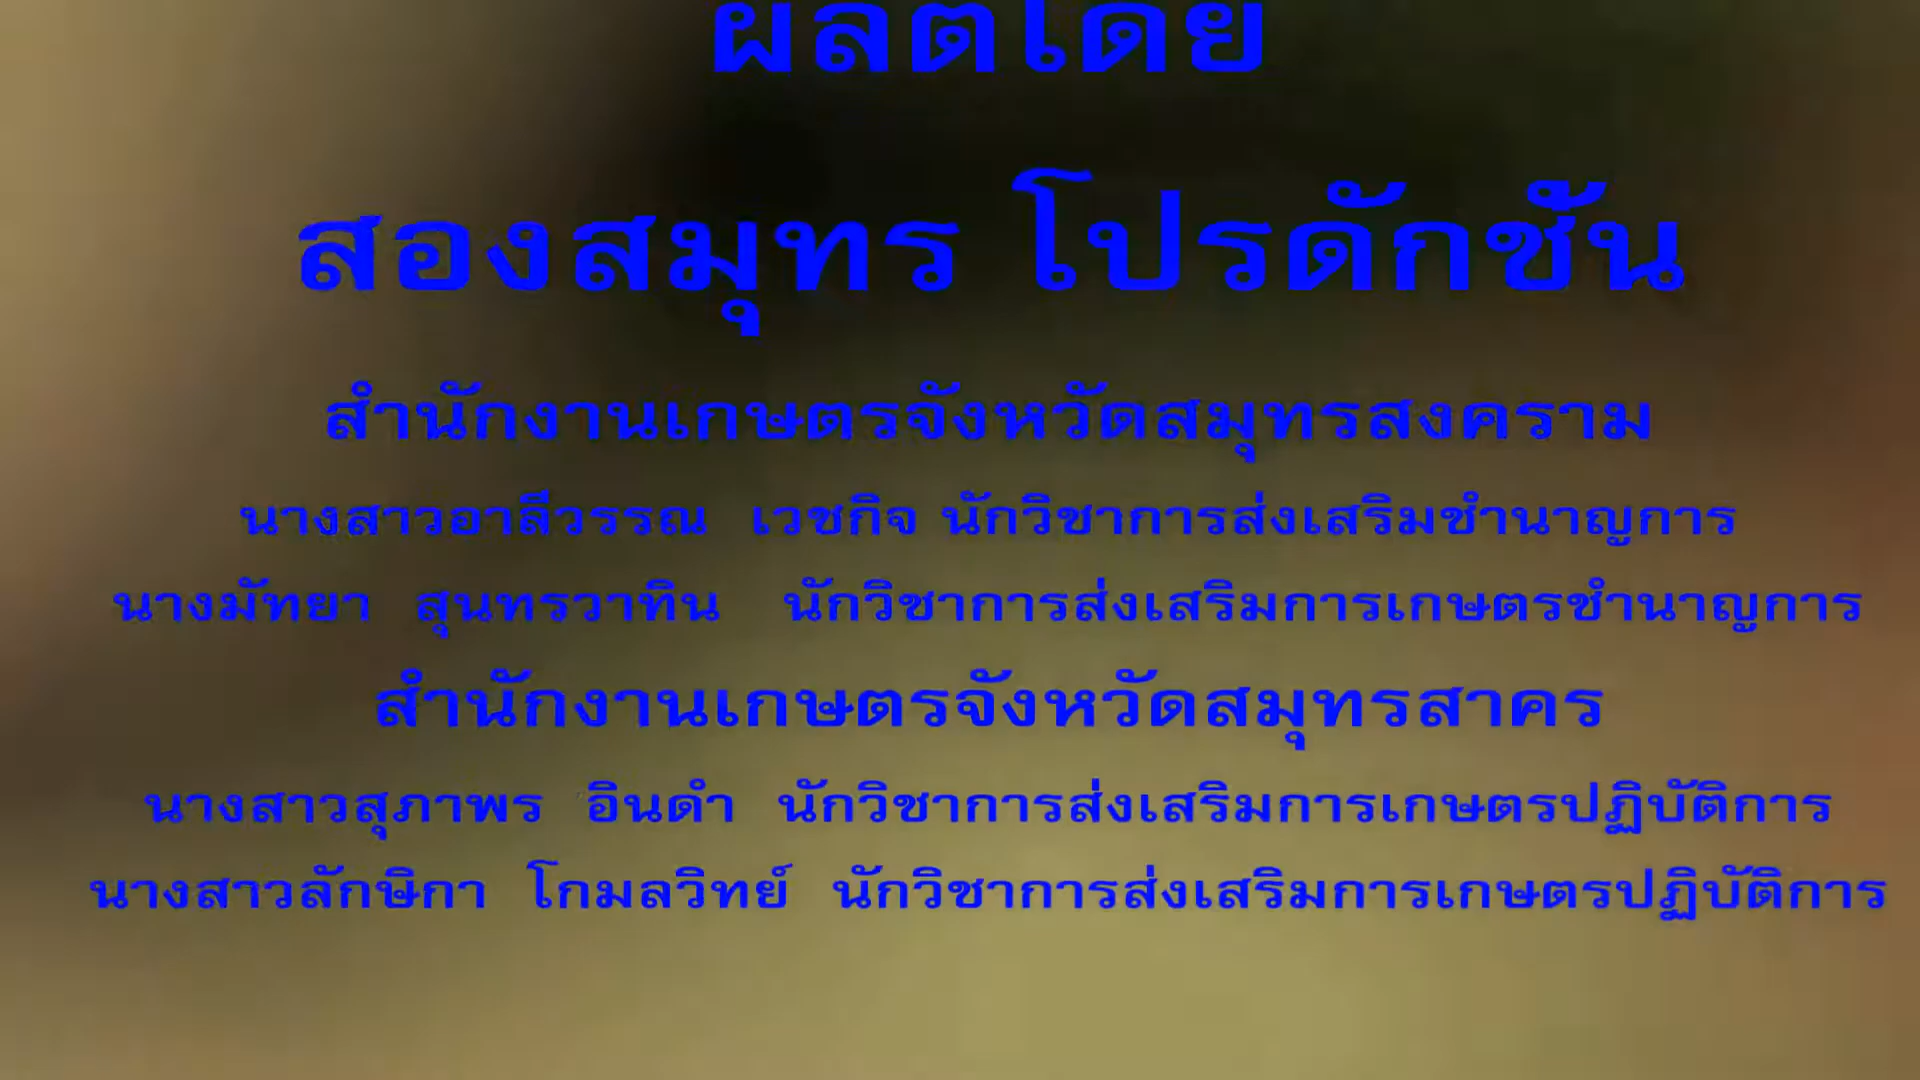 ผลิตโดย
สองสมุทร โปรดักชั่น
สำนักงานเกษตรจังหวัดสมุทรสงคราม
นางสาวอาลีวรรณ เวชกิจ นักวิชาการส่งเสริมชำนาญการ
นางมัทยา สุนทรวาทิน นักวิชาการส่งเสริมการเกษตรชำนาญการ
สำนักงานเกษตรจังหวัดสมุทรสาคร
นางสาวสุภาพร อินดำ นักวิชาการส่งเสริมการเกษตรปฏิบัติการ
นางสาวลักษิกา โกมลวิทย์ นักวิชาการส่งเสริมการเกษตรปฏิบัติการ